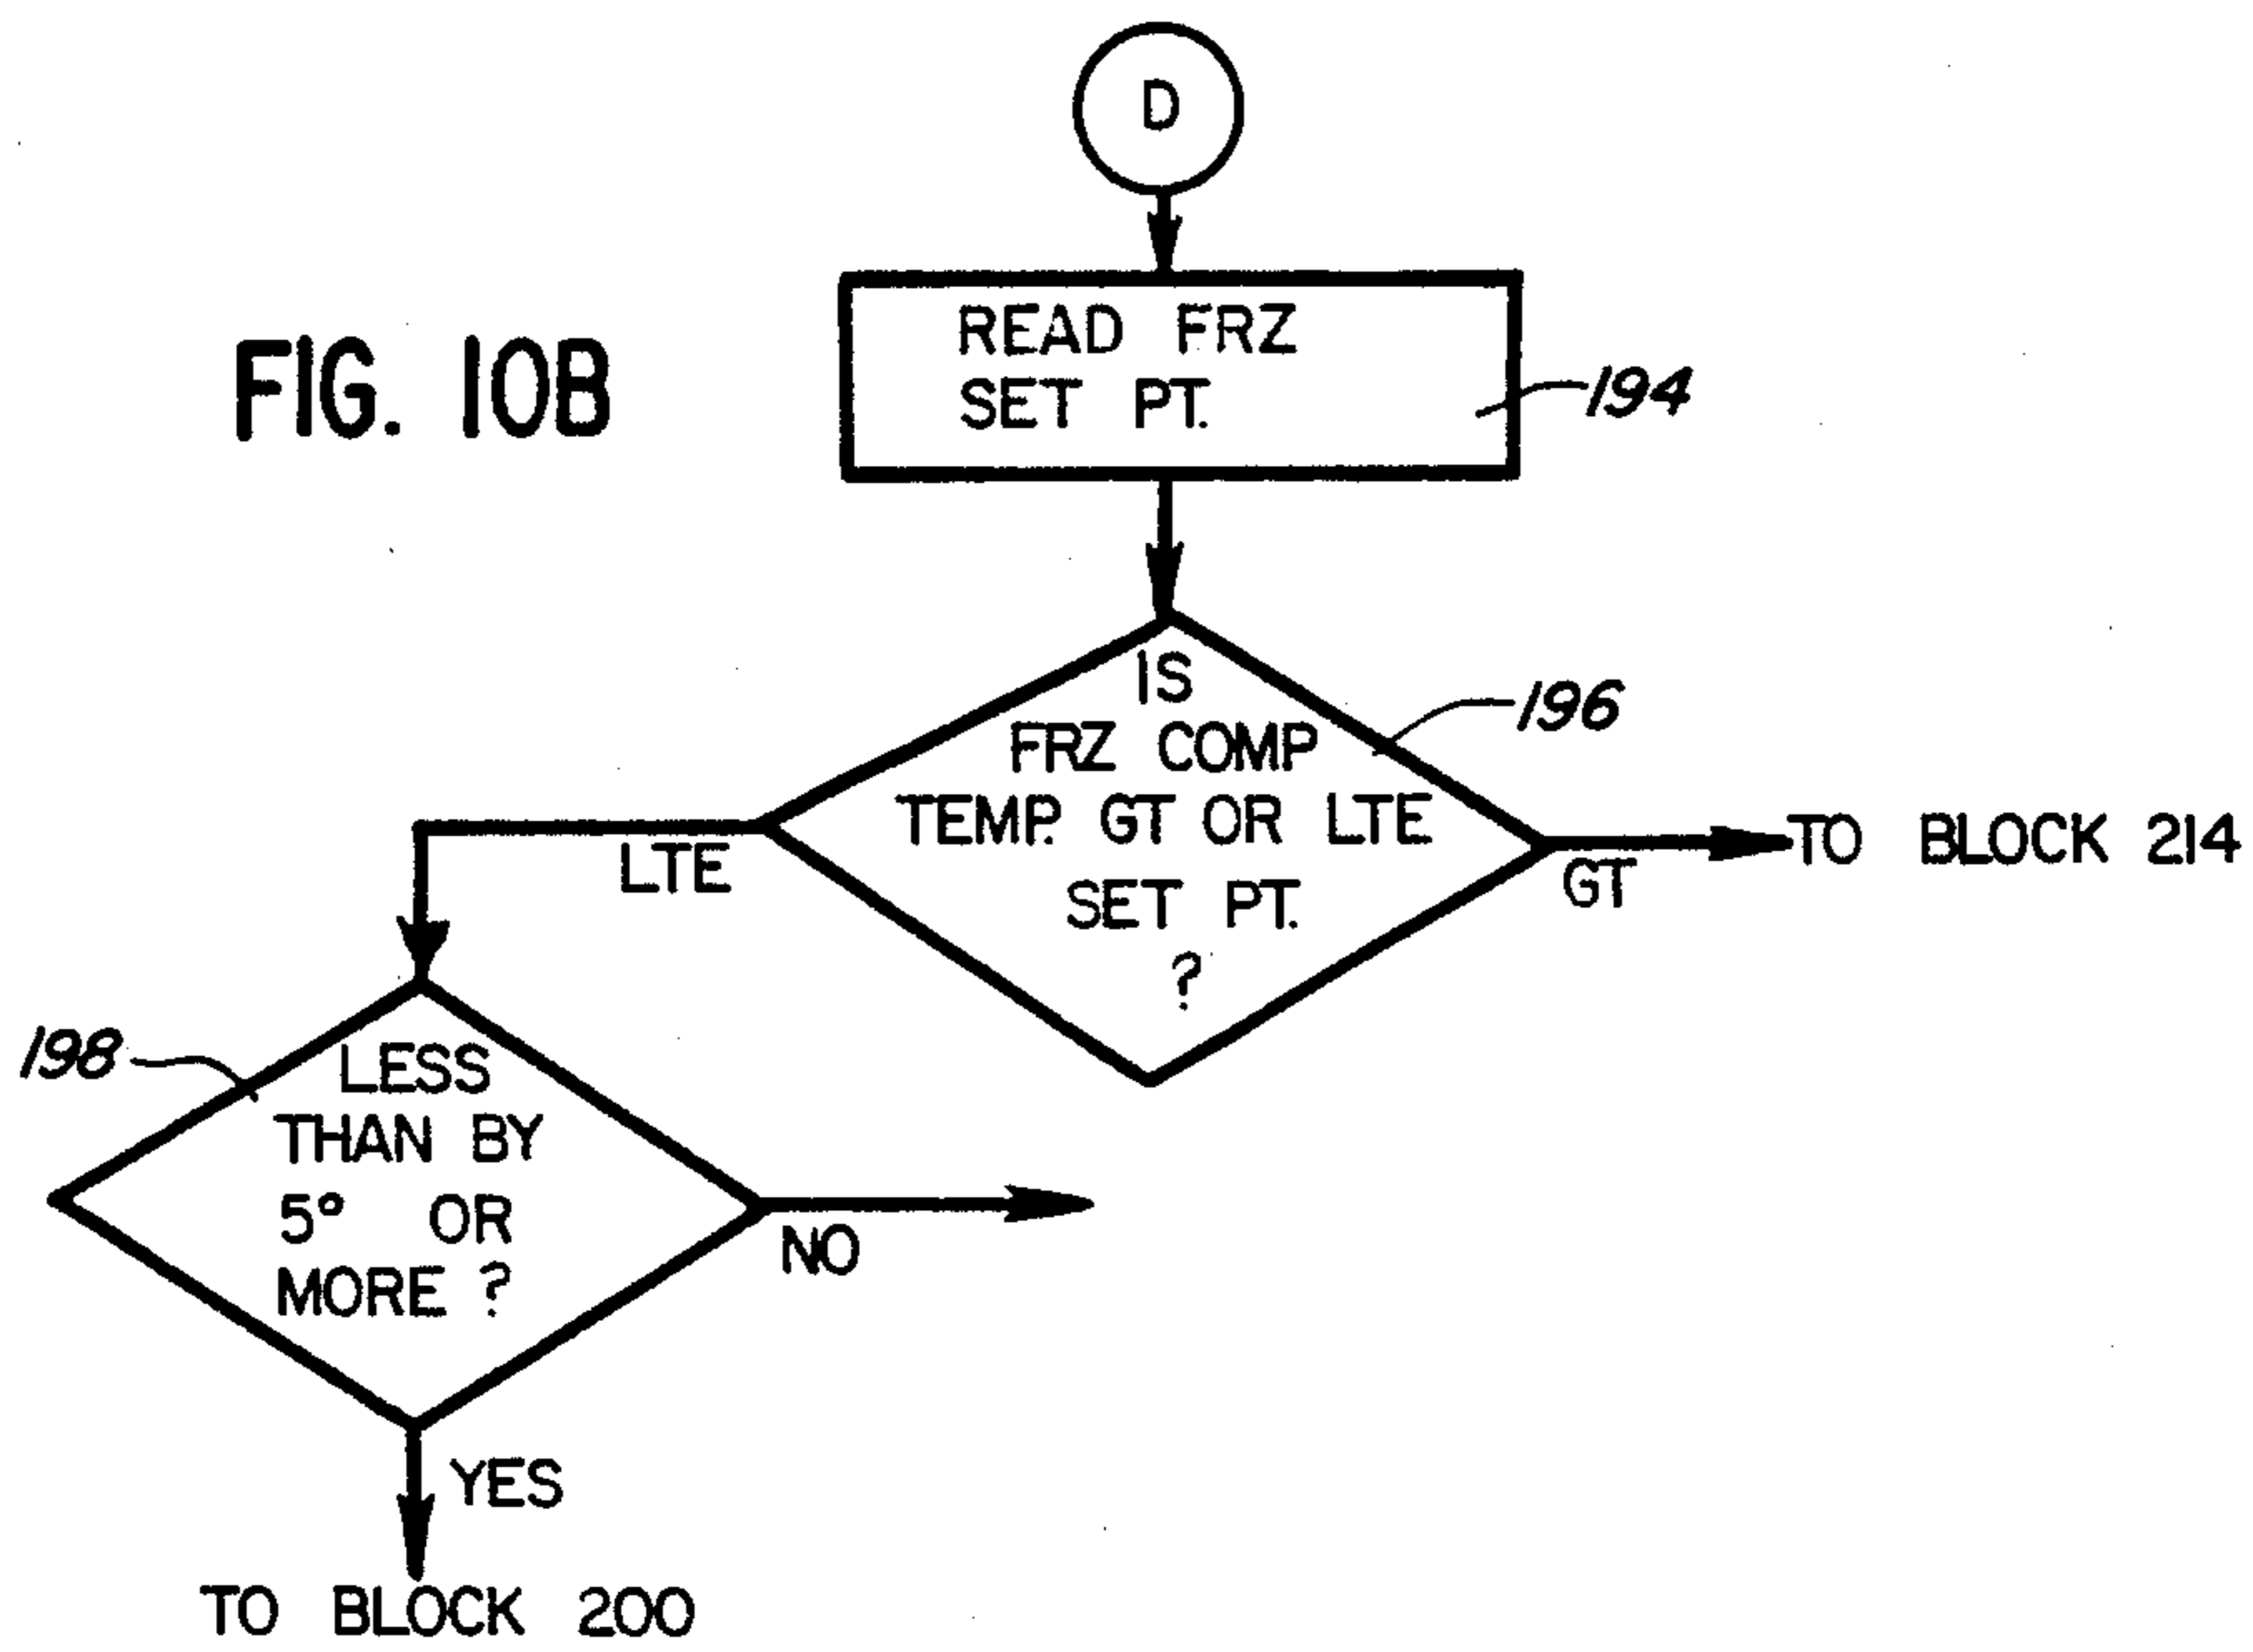 D
READ FRZ
SET PT.
194
FIG. 10B
IS
FRZ COMP
TEMP. GT OR LTE
SET PT.
?
196
LTE
GT
TO BLOCK 214
198
LESS
THAN BY
5° OR
MORE ?
NO
YES
TO BLOCK 200